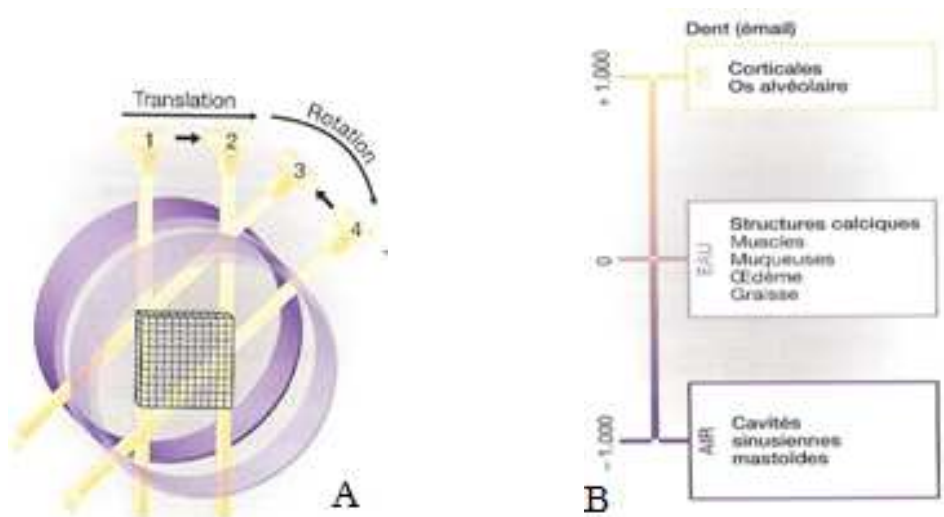 Translation
Rotation
1
2
3
4
A
Dent (émail)
+ 1.000
Corticales
Os alvéolaire
0
EAU
Structures calciques
Muscles
Muqueuses
Œdème
Graisse
- 1.000
AIR
Cavités
sinusiennes
mastoïdes
B